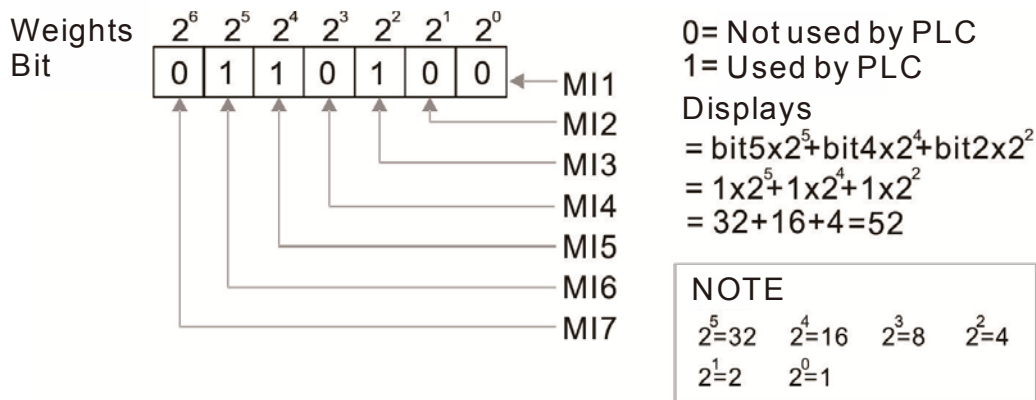 Weights 2⁶ 2⁵ 2⁴ 2³ 2² 2¹ 2⁰
Bit 0 1 1 0 1 0 0
MI1
MI2
MI3
MI4
MI5
MI6
MI7
0= Not used by PLC
1= Used by PLC
Displays
= bit5x2⁵+bit4x2⁴+bit2x2²
= 1x2⁵+1x2⁴+1x2²
= 32+16+4=52
NOTE
2⁵=32 2⁴=16 2³=8 2²=4
2¹=2 2⁰=1